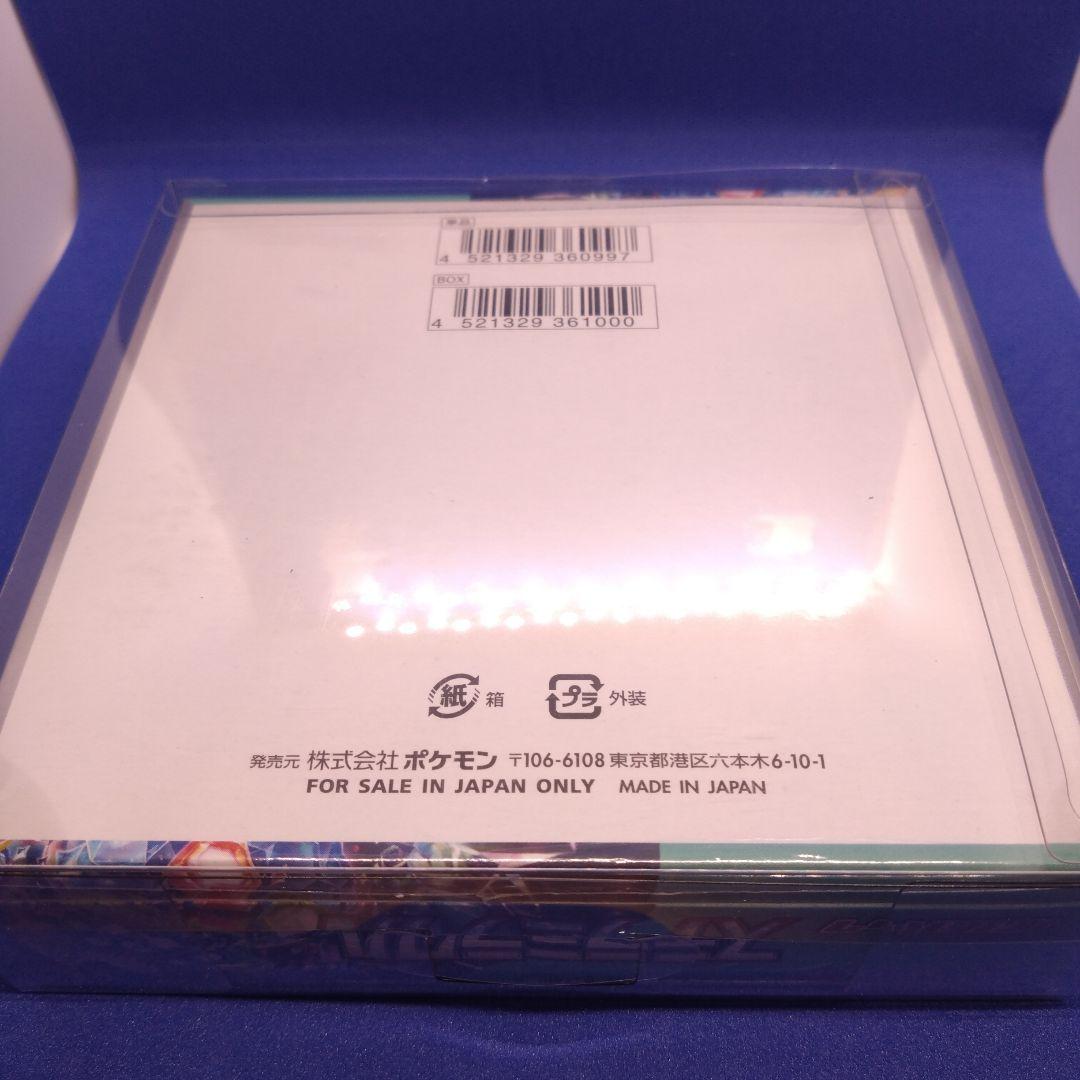 単品
4 521329 360997
BOX
4 521329 361000
紙 箱 プラ 外装
発売元 株式会社ポケモン 〒106-6108 東京都港区六本木6-10-1
FOR SALE IN JAPAN ONLY MADE IN JAPAN